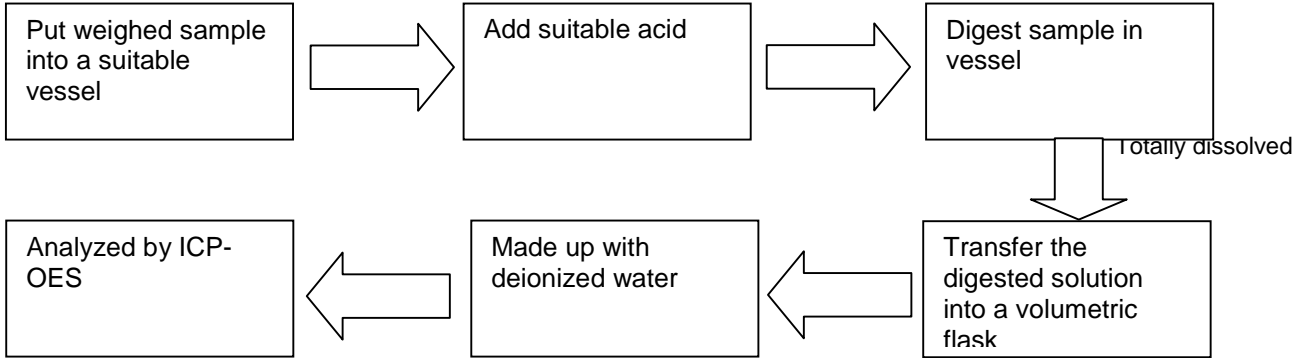 Put weighed sample
into a suitable
vessel
Add suitable acid
Digest sample in
vessel
Totally dissolved
Transfer the
digested solution
into a volumetric
flask
Made up with
deionized water
Analyzed by ICP-
OES